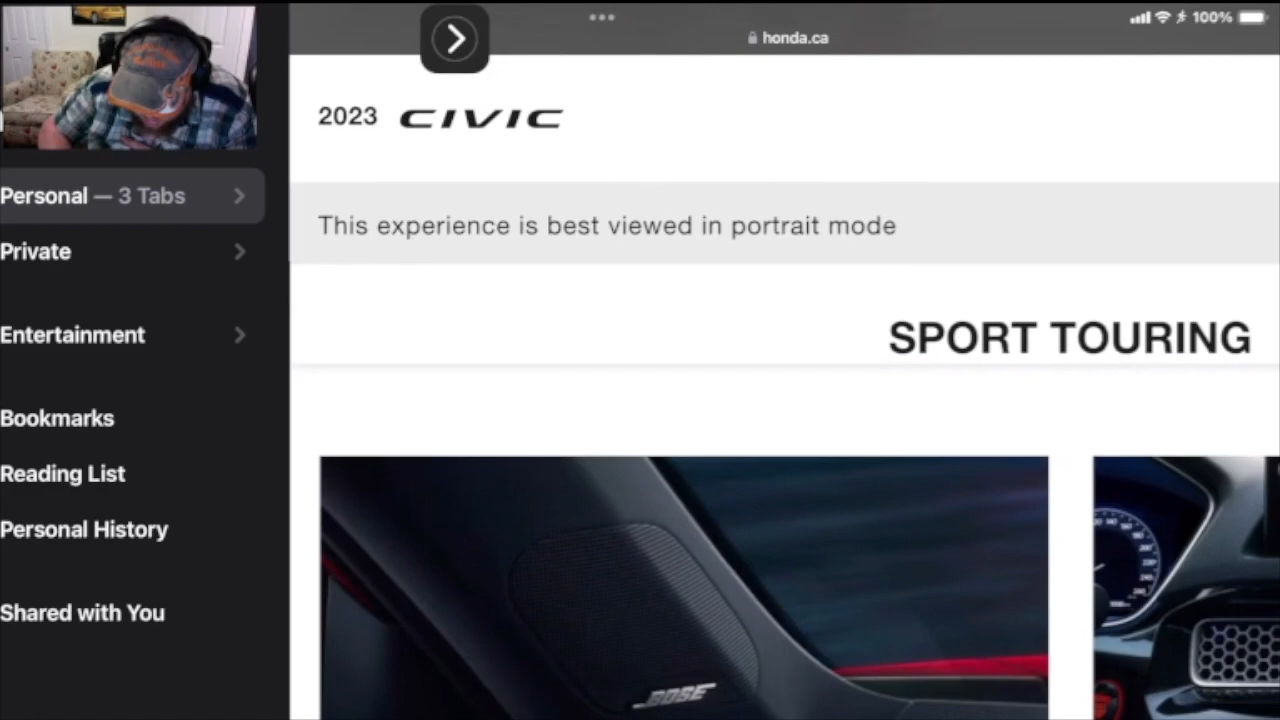 100%
honda.ca
2023 CIVIC
Personal — 3 Tabs
Private
Entertainment
Bookmarks
Reading List
Personal History
Shared with You
This experience is best viewed in portrait mode
SPORT TOURING
BOSE